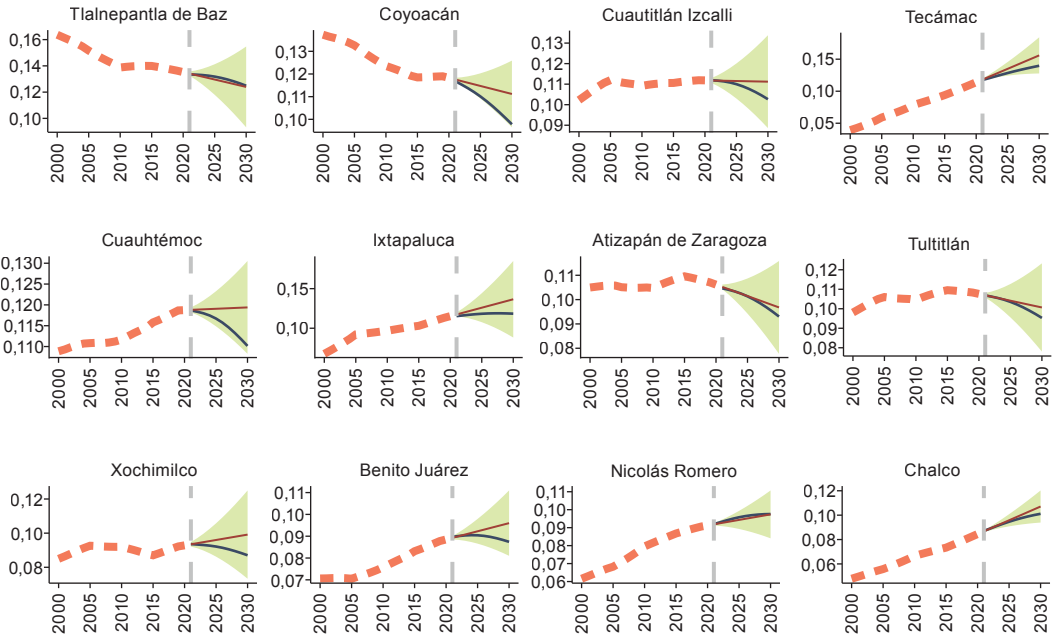 Tlalnepantla de Baz
0,16
0,14
0,12
0,10
2000 2005 2010 2015 2020 2025 2030
Coyoacán
0,13
0,12
0,11
0,10
2000 2005 2010 2015 2020 2025 2030
Cuautitlán Izcalli
0,13
0,12
0,11
0,10
0,09
2000 2005 2010 2015 2020 2025 2030
Tecámac
0,15
0,10
0,05
2000 2005 2010 2015 2020 2025 2030
Cuauhtémoc
0,130
0,125
0,120
0,115
0,110
2000 2005 2010 2015 2020 2025 2030
Ixtapaluca
0,15
0,10
2000 2005 2010 2015 2020 2025 2030
Atizapán de Zaragoza
0,11
0,10
0,09
0,08
2000 2005 2010 2015 2020 2025 2030
Tultitlán
0,12
0,11
0,10
0,09
0,08
2000 2005 2010 2015 2020 2025 2030
Xochimilco
0,12
0,10
0,08
2000 2005 2010 2015 2020 2025 2030
Benito Juárez
0,11
0,10
0,09
0,08
0,07
2000 2005 2010 2015 2020 2025 2030
Nicolás Romero
0,11
0,10
0,09
0,08
0,07
0,06
2000 2005 2010 2015 2020 2025 2030
Chalco
0,12
0,10
0,08
0,06
2000 2005 2010 2015 2020 2025 2030